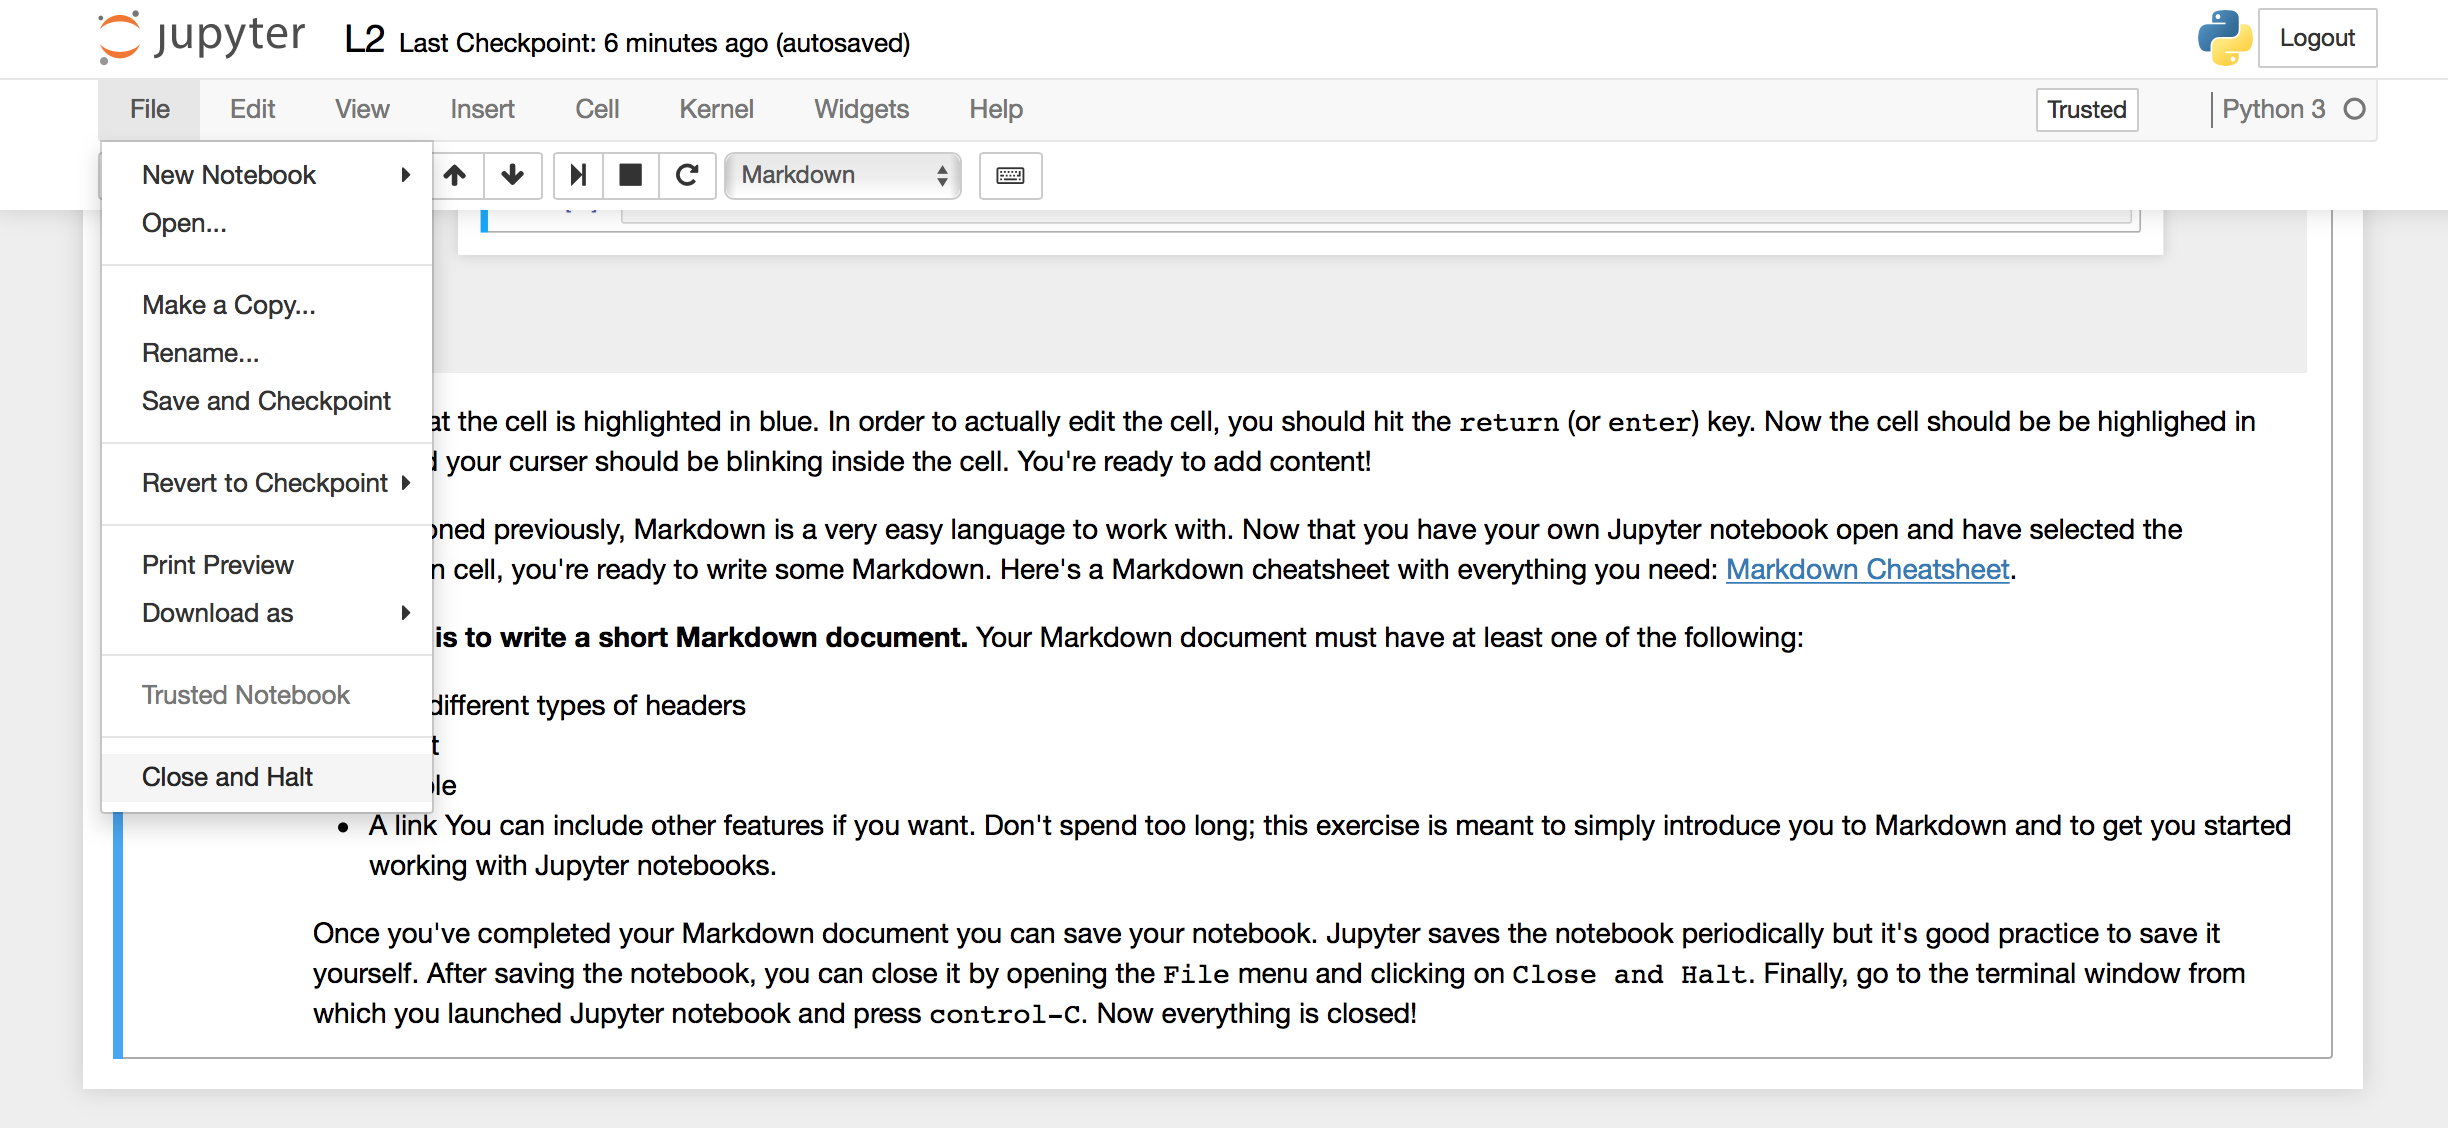 jupyter L2 Last Checkpoint: 6 minutes ago (autosaved) Logout
File Edit View Insert Cell Kernel Widgets Help Trusted Python 3
Markdown
New Notebook
Open...
Make a Copy...
Rename...
Save and Checkpoint
Revert to Checkpoint
Print Preview
Download as
Trusted Notebook
Close and Halt
at the cell is highlighted in blue. In order to actually edit the cell, you should hit the return (or enter) key. Now the cell should be be highlighed in
your curser should be blinking inside the cell. You're ready to add content!
oned previously, Markdown is a very easy language to work with. Now that you have your own Jupyter notebook open and have selected the
n cell, you're ready to write some Markdown. Here's a Markdown cheatsheet with everything you need: Markdown Cheatsheet.
is to write a short Markdown document. Your Markdown document must have at least one of the following:
different types of headers
t
le
• A link You can include other features if you want. Don't spend too long; this exercise is meant to simply introduce you to Markdown and to get you started
working with Jupyter notebooks.
Once you've completed your Markdown document you can save your notebook. Jupyter saves the notebook periodically but it's good practice to save it
yourself. After saving the notebook, you can close it by opening the File menu and clicking on Close and Halt. Finally, go to the terminal window from
which you launched Jupyter notebook and press control-C. Now everything is closed!